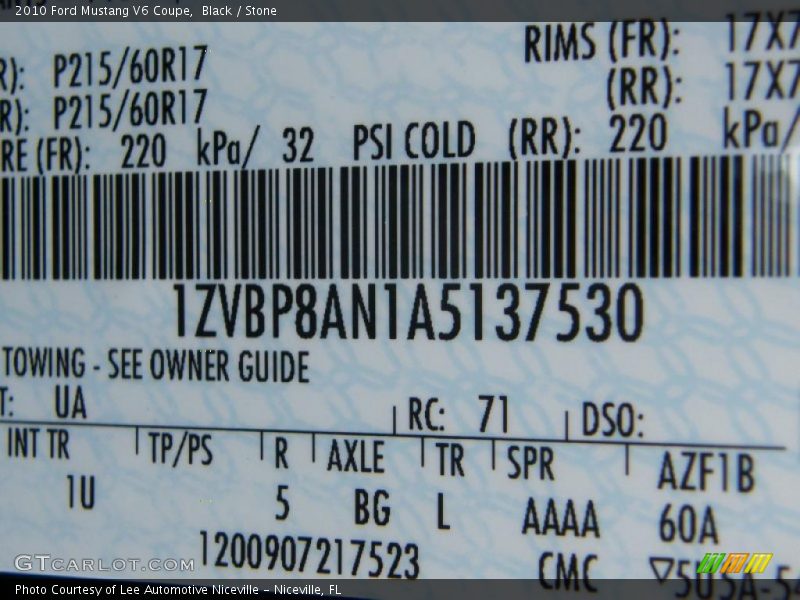 2010 Ford Mustang V6 Coupe, Black / Stone
RIMS (FR): 17X7
R): P215/60R17 (RR): 17X7
R): P215/60R17
RE (FR): 220 kPa/ 32 PSI COLD (RR): 220 kPa/
1ZVBP8AN1A5137530
TOWING - SEE OWNER GUIDE
T: UA RC: 71 DSO:
INT TR TP/PS R AXLE TR SPR AZF1B
1U 5 BG L AAAA 60A
1200907217523 CMC ▽505A-54
GTCARLOT.COM
Photo Courtesy of Lee Automotive Niceville - Niceville, FL